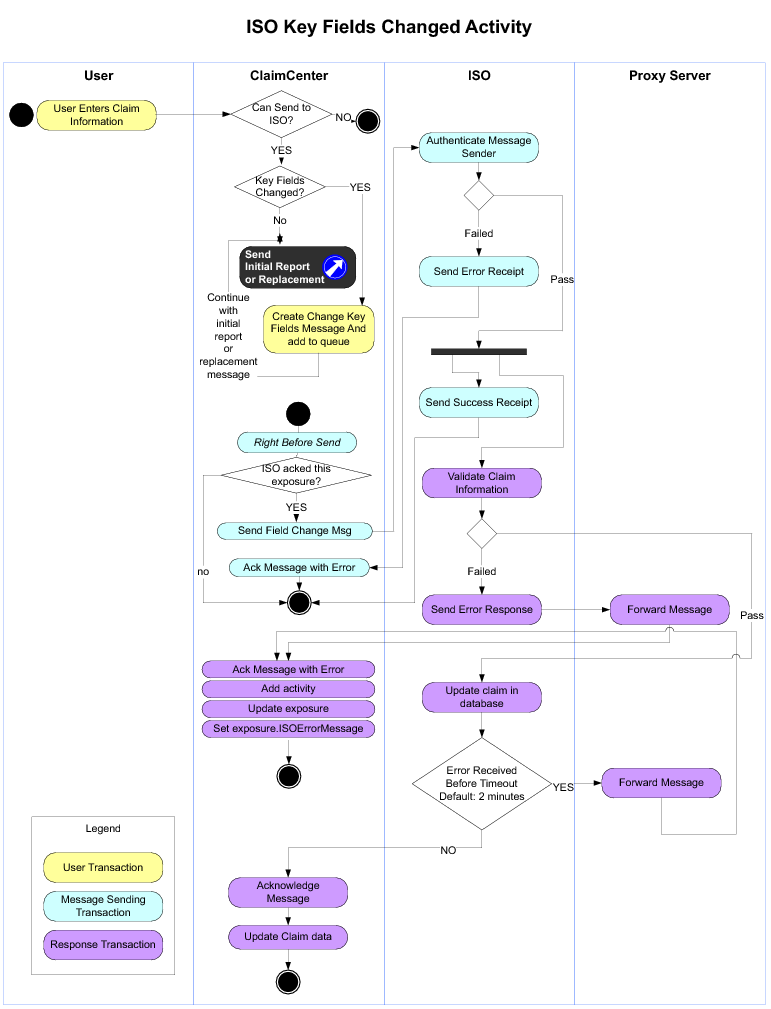 ISO Key Fields Changed Activity
User
ClaimCenter
ISO
Proxy Server
User Enters Claim
Information
Can Send to
ISO?
NO
YES
Key Fields
Changed?
YES
No
Send
Initial Report
or Replacement
Continue
with
initial
report
or
replacement
message
Create Change Key
Fields Message And
add to queue
Right Before Send
ISO acked this
exposure?
YES
no
Send Field Change Msg
Ack Message with Error
Authenticate Message
Sender
Failed
Pass
Send Error Receipt
Send Success Receipt
Validate Claim
Information
Failed
Pass
Send Error Response
Forward Message
Ack Message with Error
Add activity
Update exposure
Set exposure.ISOErrorMessage
Update claim in
database
Error Received
Before Timeout
Default: 2 minutes
YES
Forward Message
NO
Acknowledge
Message
Update Claim data
Legend
User Transaction
Message Sending
Transaction
Response Transaction